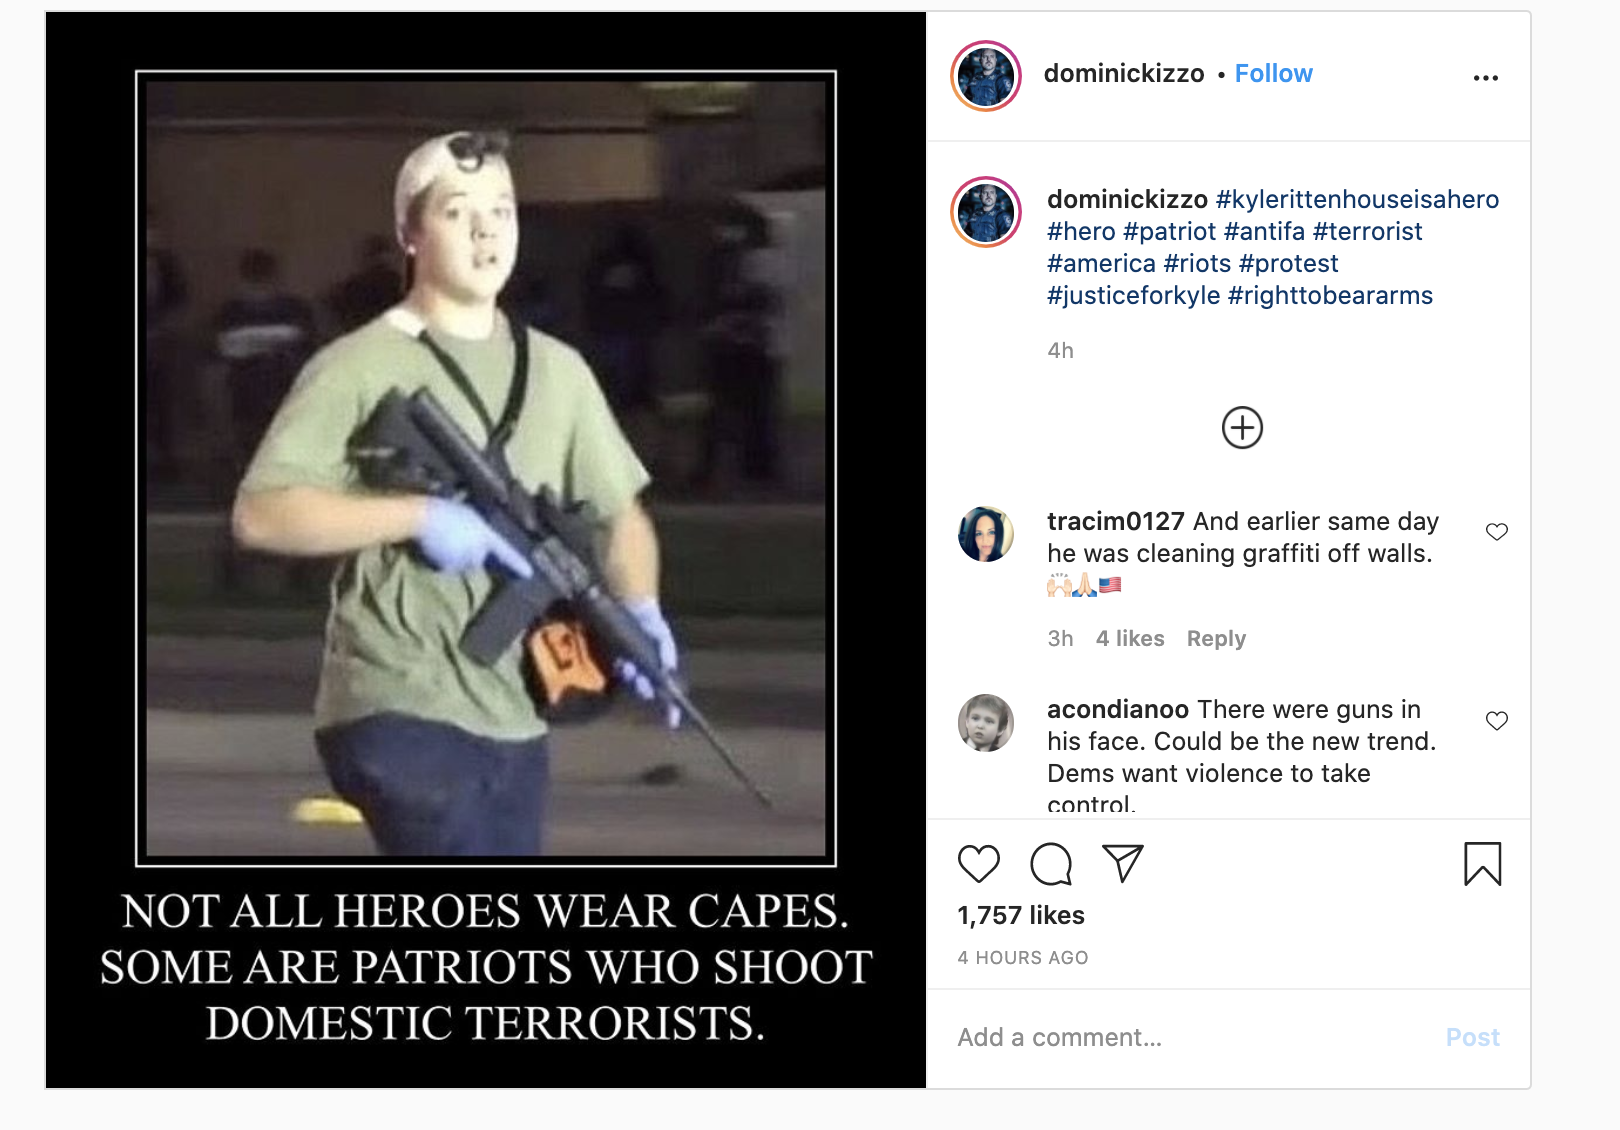 NOT ALL HEROES WEAR CAPES.
SOME ARE PATRIOTS WHO SHOOT
DOMESTIC TERRORISTS.
dominickizzo • Follow
dominickizzo #kylerittenhouseisahero
#hero #patriot #antifa #terrorist
#america #riots #protest
#justiceforkyle #righttobeararms
4h
tracim0127 And earlier same day
he was cleaning graffiti off walls.
🙌🏻🙏🏻🇺🇸
3h 4 likes Reply
acondianoo There were guns in
his face. Could be the new trend.
Dems want violence to take
control.
1,757 likes
4 HOURS AGO
Add a comment...
Post